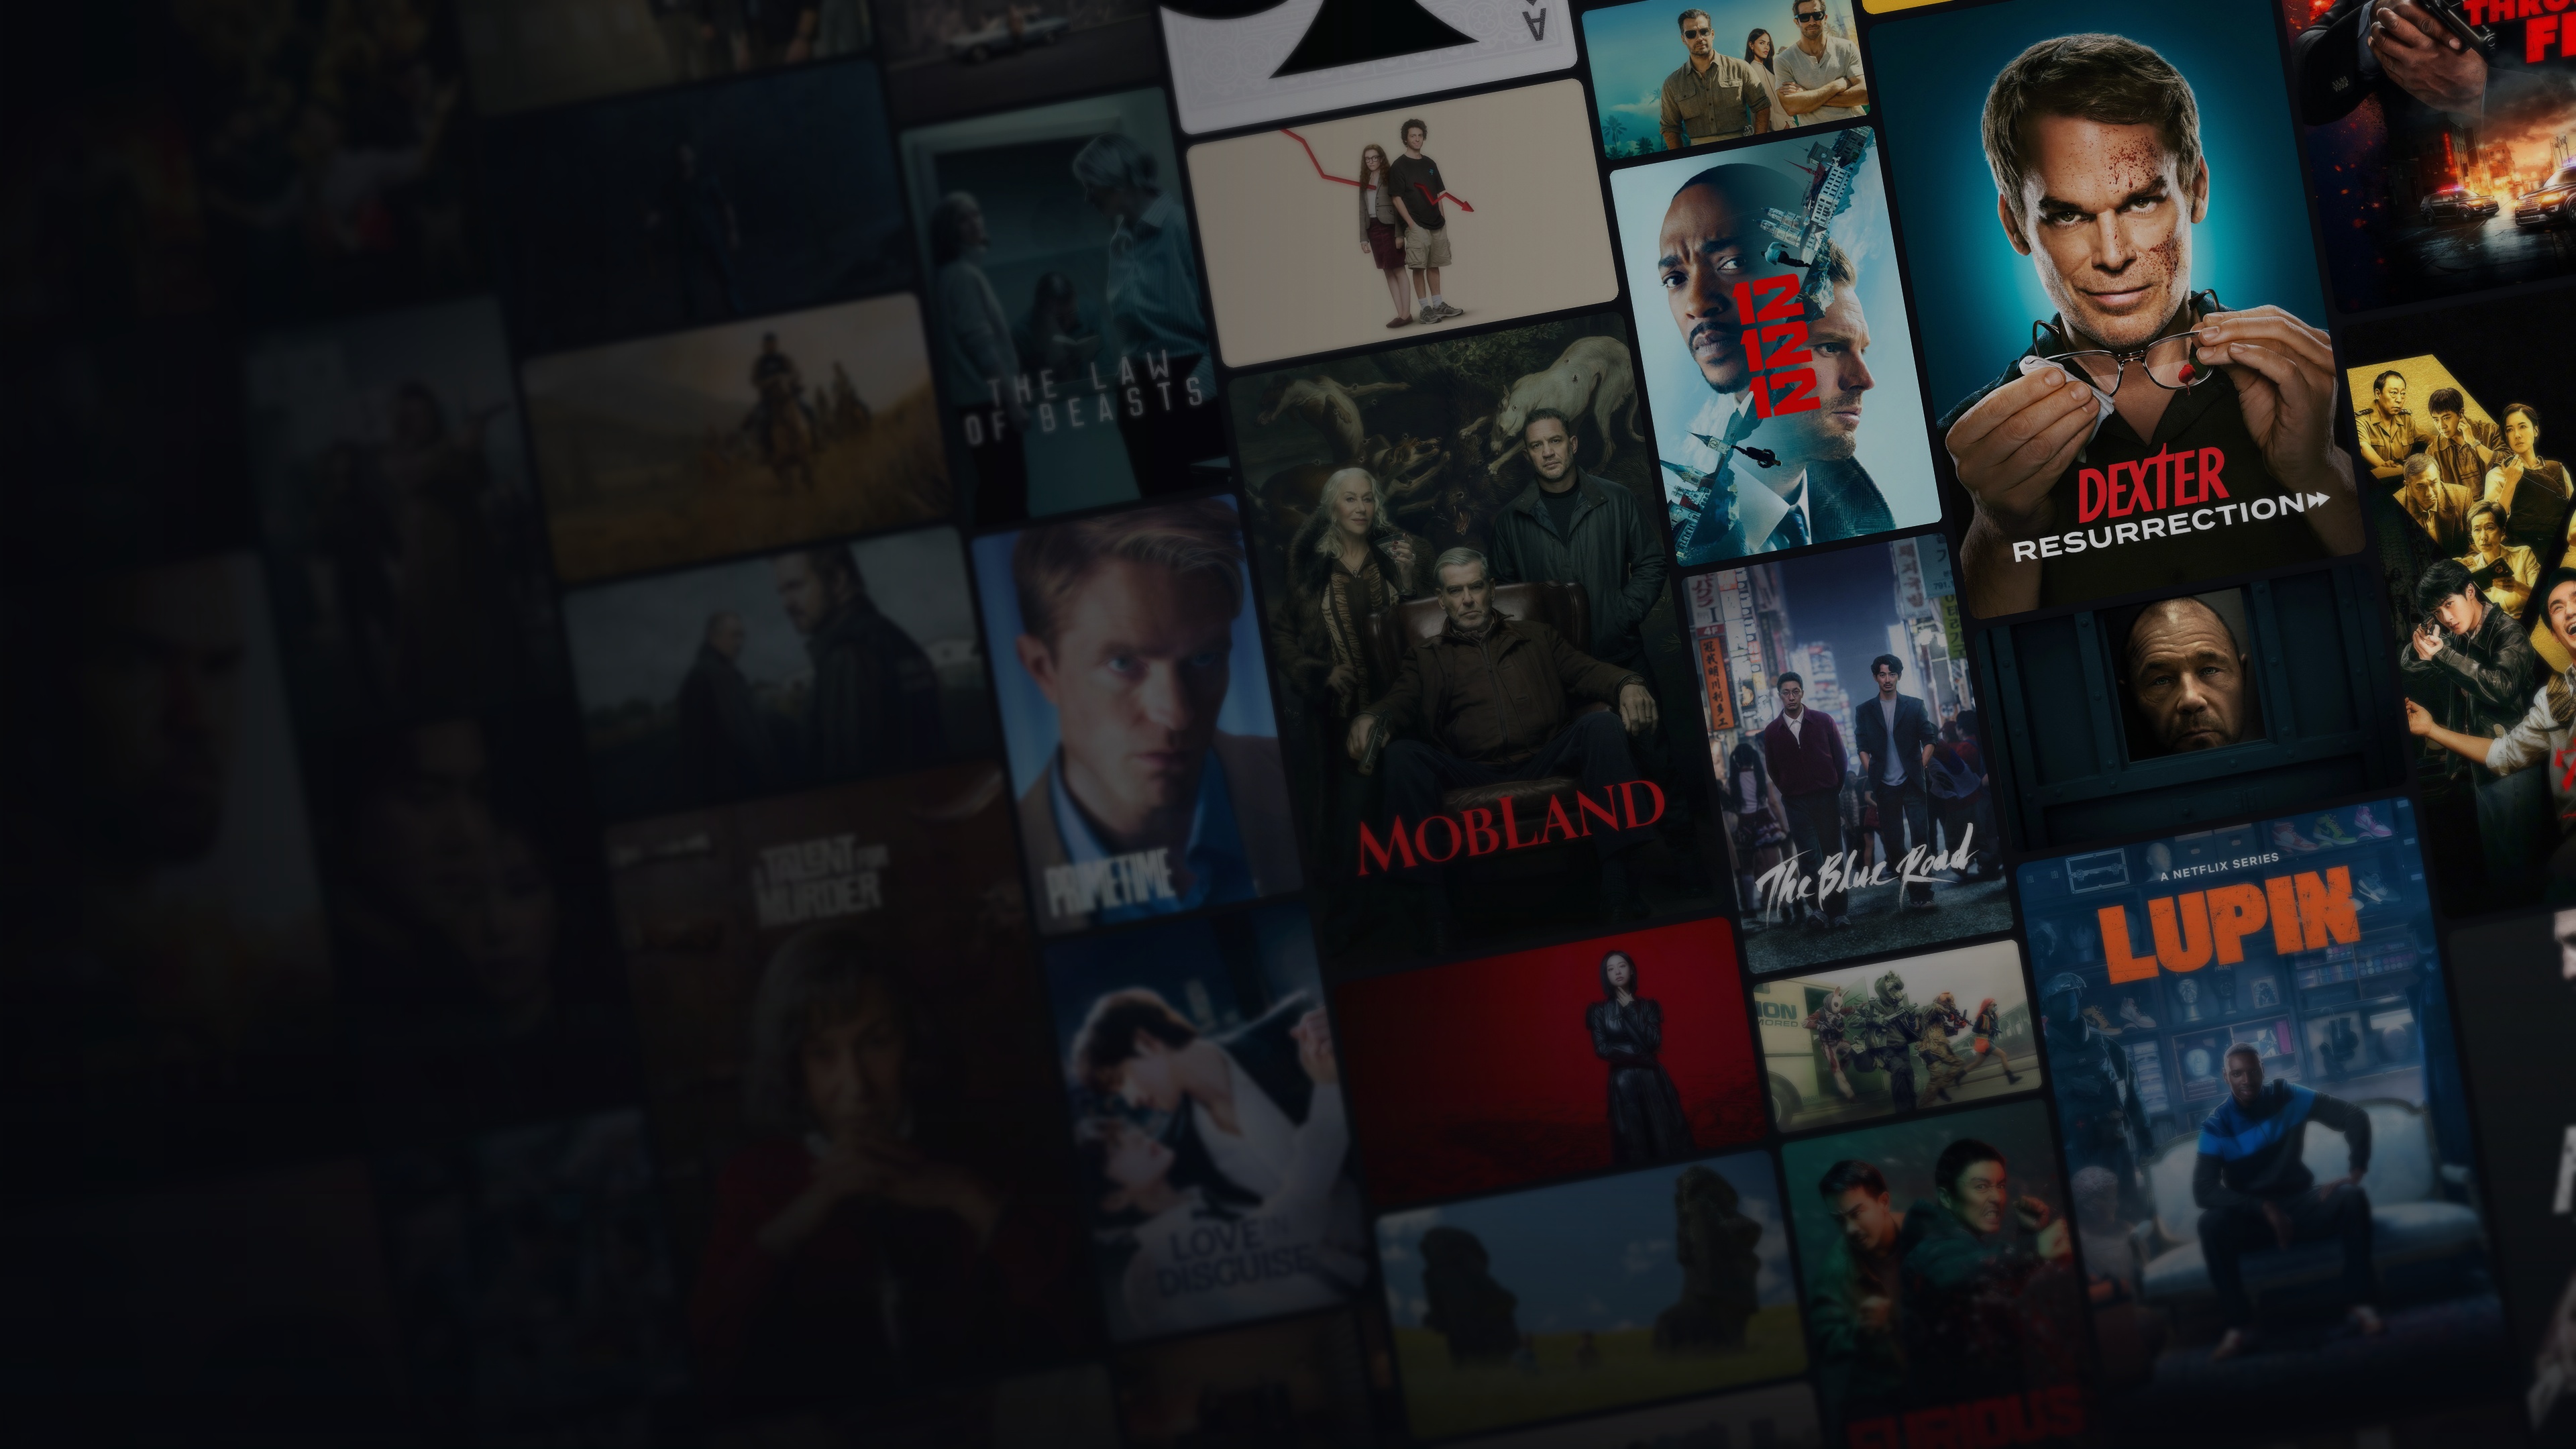 A
THE LAW
OF BEASTS
12
12
12
DEXTER
RESURRECTION
TALENT FOR
MURDER
PRIMETIME
MOBLAND
The Blue Road
A NETFLIX SERIES
LUPIN
LOVE IN
DISGUISE
FURIOUS